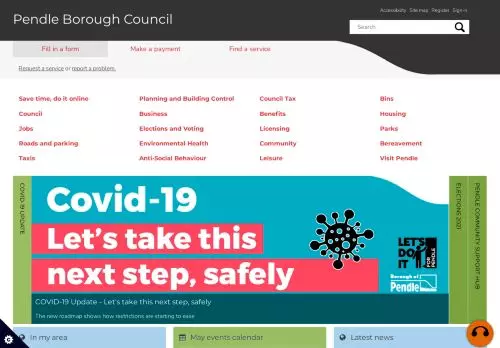 Accessibility Site map Register Sign in
Pendle Borough Council
Search
Fill in a form Make a payment Find a service
Request a service or report a problem.
Save time, do it online Planning and Building Control Council Tax Bins
Council Business Benefits Housing
Jobs Elections and Voting Licensing Parks
Roads and parking Environmental Health Community Bereavement
Taxis Anti-Social Behaviour Leisure Visit Pendle
COVID-19 UPDATE
Covid-19
Let's take this
next step, safely
LET'S
DO
IT
FOR PENDLE
Borough of
Pendle
COVID-19 Update - Let's take this next step, safely
The new roadmap shows how restrictions are starting to ease
ELECTIONS 2021
PENDLE COMMUNITY SUPPORT HUB
In my area May events calendar Latest news